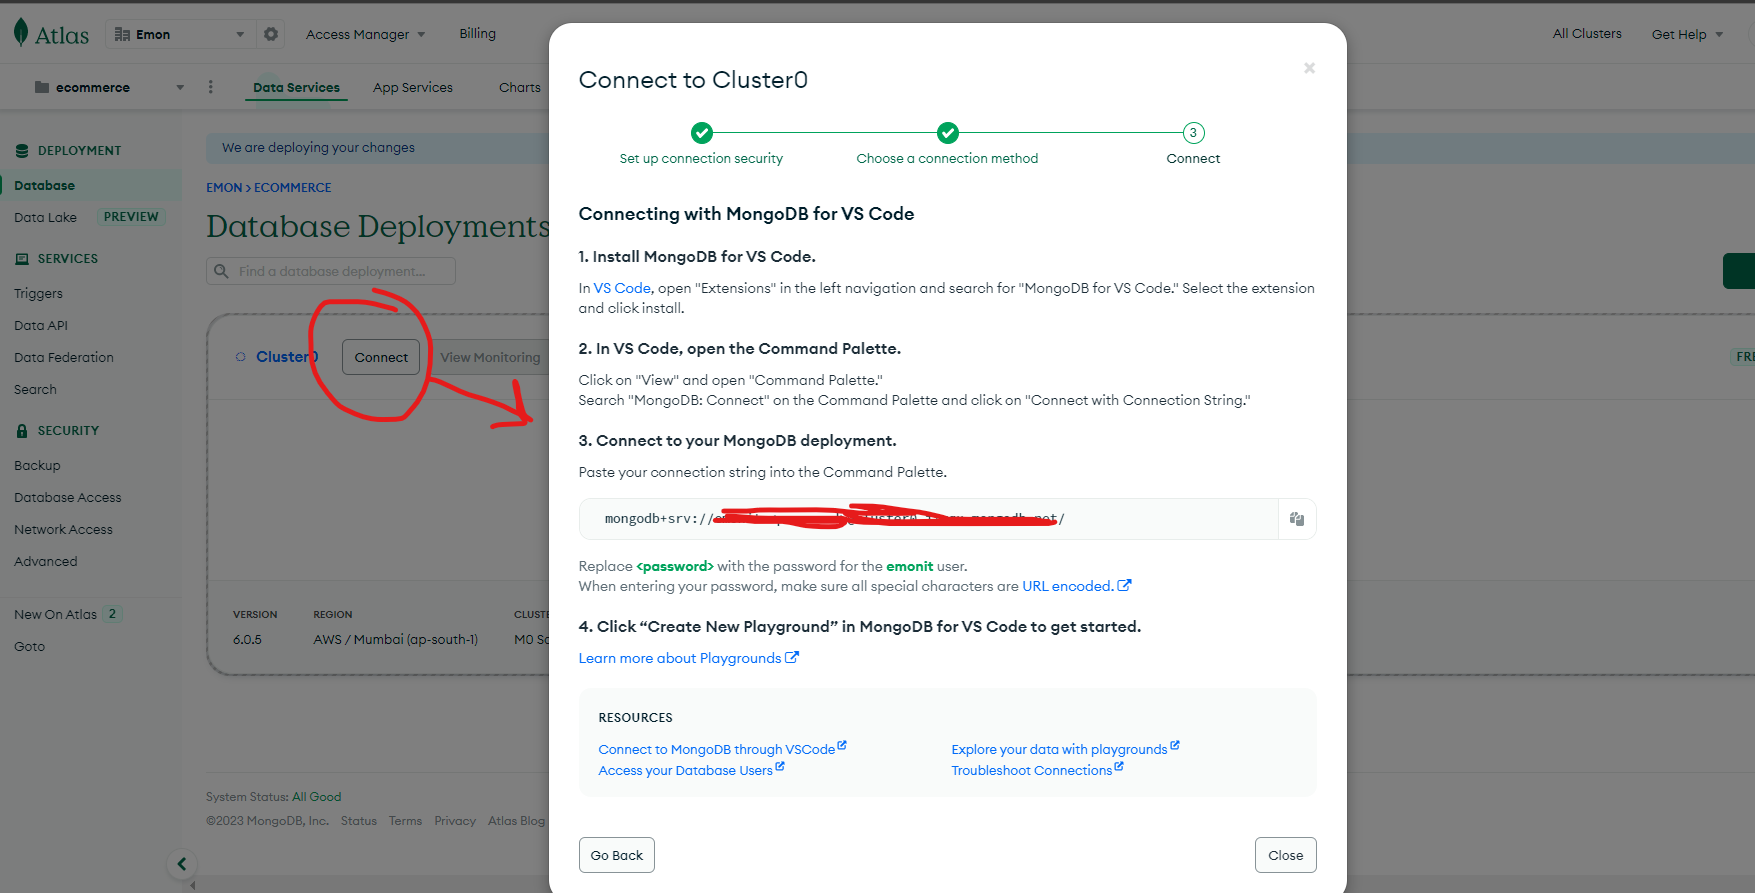 Atlas
Emon
Access Manager
Billing
All Clusters
Get Help
ecommerce
Data Services
App Services
Charts
DEPLOYMENT
Database
Data Lake
PREVIEW
SERVICES
Triggers
Data API
Data Federation
Search
SECURITY
Backup
Database Access
Network Access
Advanced
New On Atlas
2
Goto
We are deploying your changes
EMON > ECOMMERCE
Database Deployments
Find a database deployment...
Cluster0
Connect
View Monitoring
VERSION
6.0.5
REGION
AWS / Mumbai (ap-south-1)
M0
System Status: All Good
©2023 MongoDB, Inc.
Status
Terms
Privacy
Atlas Blog
Connect to Cluster0
Set up connection security
Choose a connection method
3
Connect
Connecting with MongoDB for VS Code
1. Install MongoDB for VS Code.
In VS Code, open "Extensions" in the left navigation and search for "MongoDB for VS Code." Select the extension
and click install.
2. In VS Code, open the Command Palette.
Click on "View" and open "Command Palette."
Search "MongoDB: Connect" on the Command Palette and click on "Connect with Connection String."
3. Connect to your MongoDB deployment.
Paste your connection string into the Command Palette.
mongodb+srv://
Replace <password> with the password for the emonit user.
When entering your password, make sure all special characters are URL encoded.
4. Click “Create New Playground” in MongoDB for VS Code to get started.
Learn more about Playgrounds
RESOURCES
Connect to MongoDB through VSCode
Access your Database Users
Explore your data with playgrounds
Troubleshoot Connections
Go Back
Close